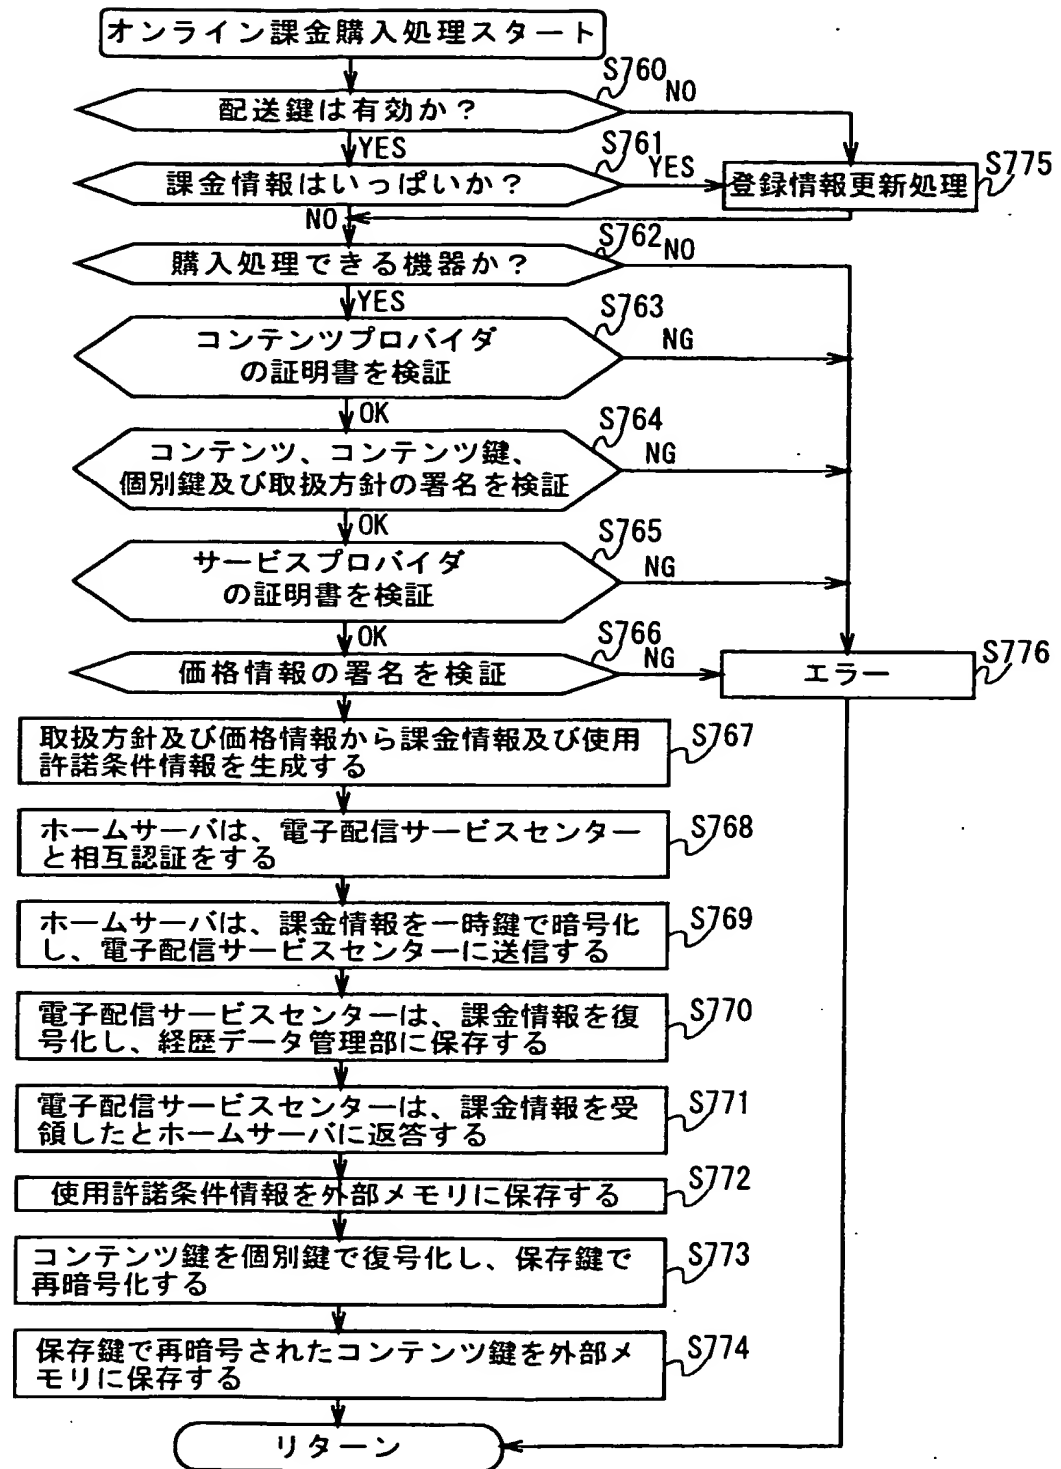 オンライン課金購入処理スタート
S760
配送鍵は有効か？
NO
YES
S761
課金情報はいっぱいか？
YES
S775
登録情報更新処理
NO
S762
購入処理できる機器か？
NO
YES
S763
コンテンツプロバイダ
の証明書を検証
NG
OK
S764
コンテンツ、コンテンツ鍵、
個別鍵及び取扱方針の署名を検証
NG
OK
S765
サービスプロバイダ
の証明書を検証
NG
OK
S766
価格情報の署名を検証
NG
S776
エラー
取扱方針及び価格情報から課金情報及び使用
許諾条件情報を生成する
S767
ホームサーバは、電子配信サービスセンター
と相互認証をする
S768
ホームサーバは、課金情報を一時鍵で暗号化
し、電子配信サービスセンターに送信する
S769
電子配信サービスセンターは、課金情報を復
号化し、経歴データ管理部に保存する
S770
電子配信サービスセンターは、課金情報を受
領したとホームサーバに返答する
S771
使用許諾条件情報を外部メモリに保存する
S772
コンテンツ鍵を個別鍵で復号化し、保存鍵で
再暗号化する
S773
保存鍵で再暗号されたコンテンツ鍵を外部メ
モリに保存する
S774
リターン